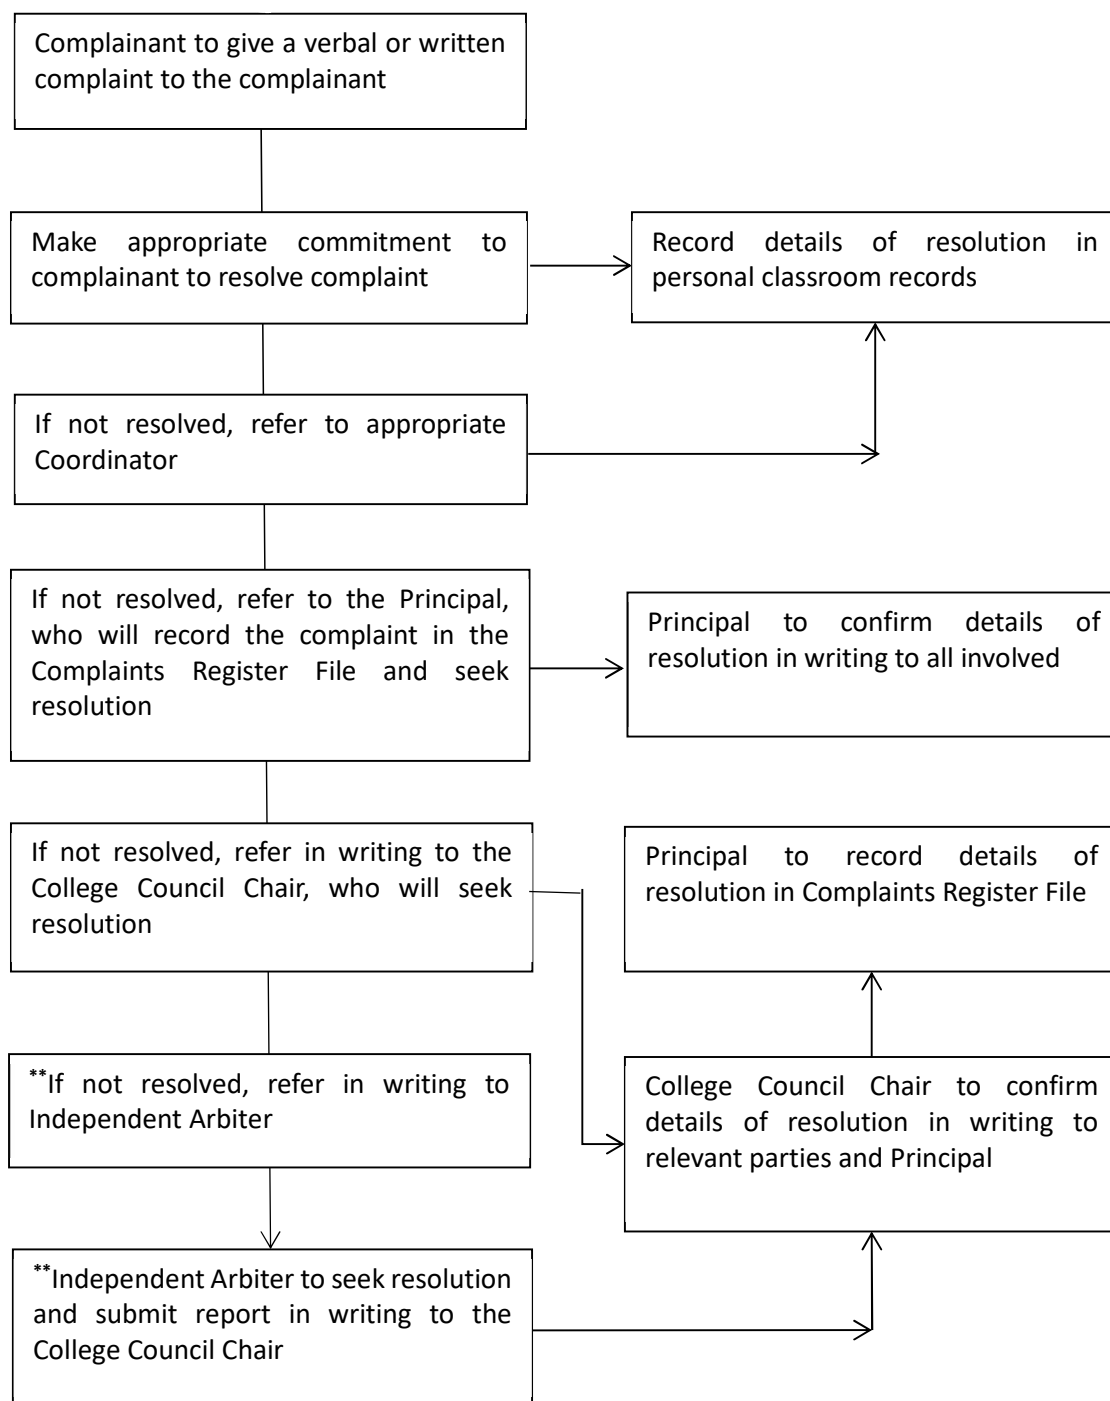 Complainant to give a verbal or written
complaint to the complainant
Make appropriate commitment to
complainant to resolve complaint
Record details of resolution in
personal classroom records
If not resolved, refer to appropriate
Coordinator
If not resolved, refer to the Principal,
who will record the complaint in the
Complaints Register File and seek
resolution
Principal to confirm details of
resolution in writing to all involved
If not resolved, refer in writing to the
College Council Chair, who will seek
resolution
Principal to record details of
resolution in Complaints Register File
**If not resolved, refer in writing to
Independent Arbiter
College Council Chair to confirm
details of resolution in writing to
relevant parties and Principal
**Independent Arbiter to seek resolution
and submit report in writing to the
College Council Chair